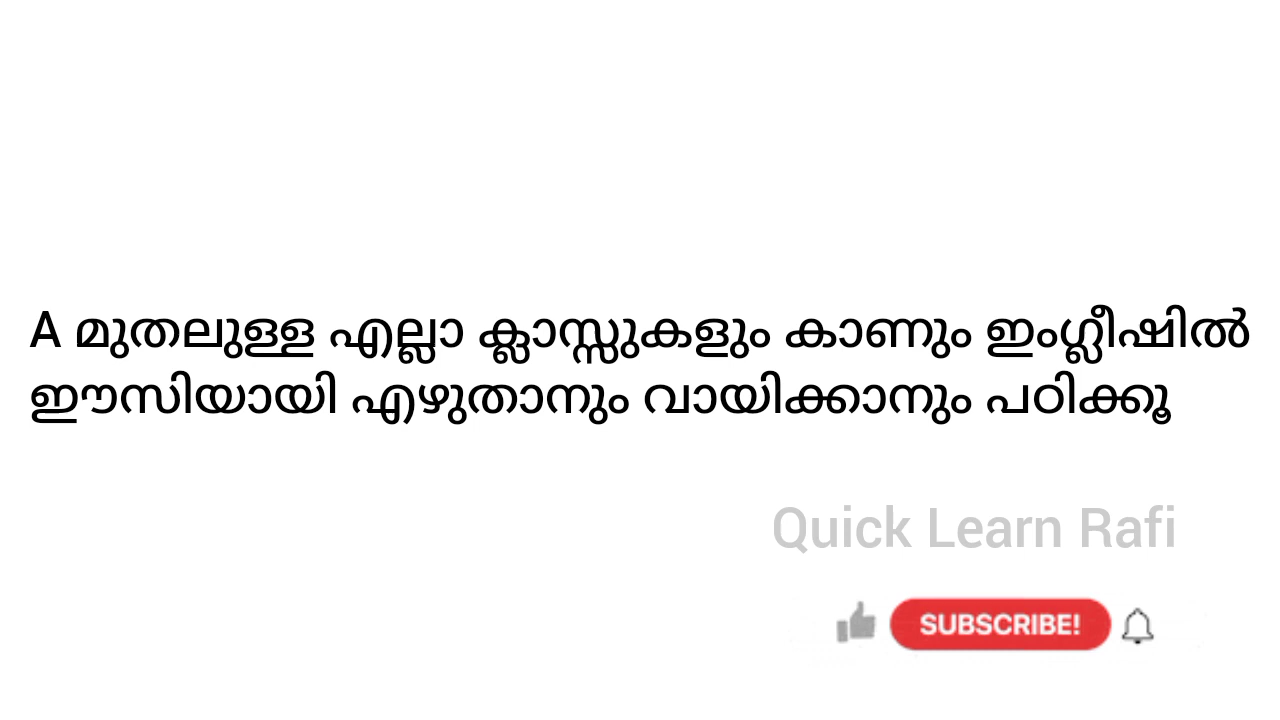 A മുതലുള്ള എല്ലാ ക്ലാസ്സുകളും കാണും ഇംഗ്ലീഷിൽ
ഈസിയായി എഴുതാനും വായിക്കാനും പഠിക്കൂ
Quick Learn Rafi
SUBSCRIBE!